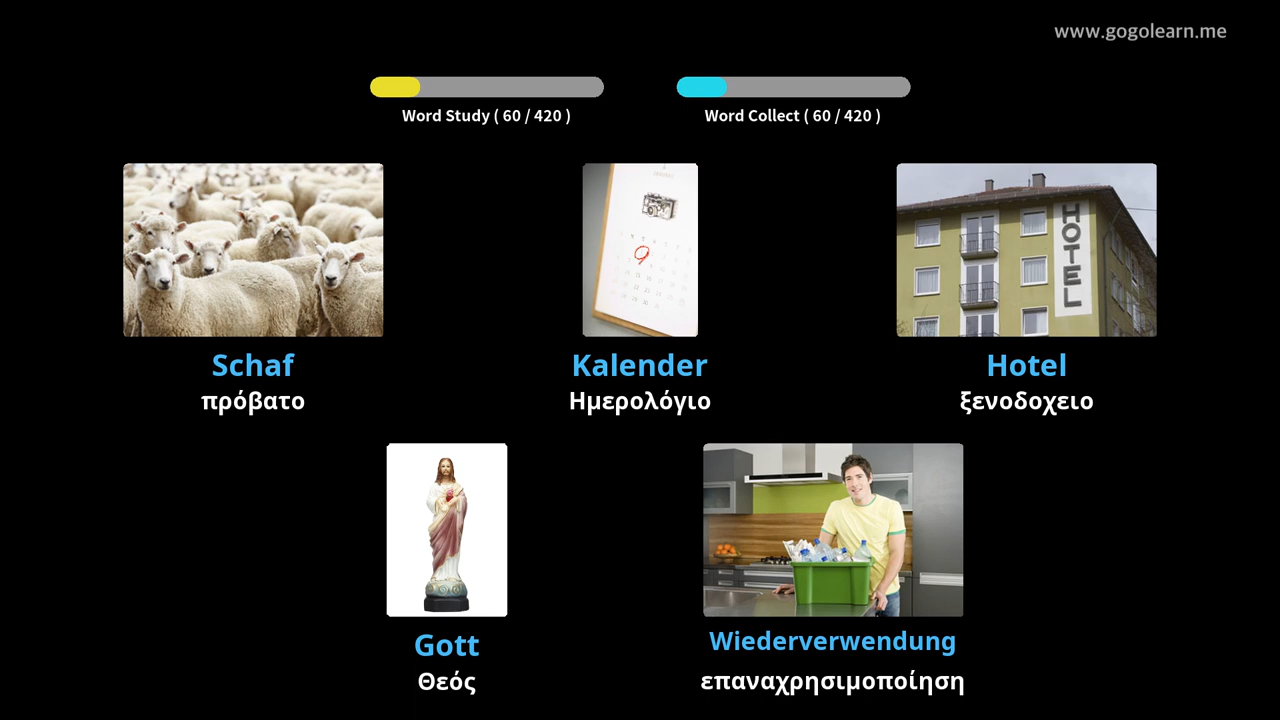 www.gogolearn.me
Word Study ( 60 / 420 )
Word Collect ( 60 / 420 )
HOTEL
Schaf
Kalender
Hotel
πρόβατο
Ημερολόγιο
ξενοδοχειο
Gott
Wiederverwendung
Θεός
επαναχρησιμοποίηση